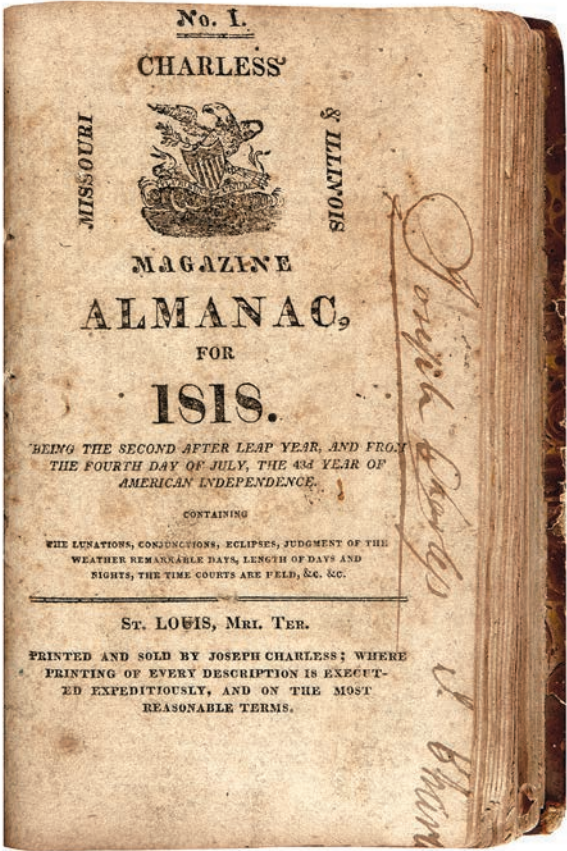 No. I.
CHARLESS'
MISSOURI
& ILLINOIS
MAGAZINE
ALMANAC,
FOR
1818.
BEING THE SECOND AFTER LEAP YEAR, AND FROM
THE FOURTH DAY OF JULY, THE 43d YEAR OF
AMERICAN INDEPENDENCE.
CONTAINING
THE LUNATIONS, CONJUNCTIONS, ECLIPSES, JUDGMENT OF THE
WEATHER REMARKABLE DAYS, LENGTH OF DAYS AND
NIGHTS, THE TIME COURTS ARE HELD, &C. &C.
ST. LOUIS, MRI. TER.
PRINTED AND SOLD BY JOSEPH CHARLESS; WHERE
PRINTING OF EVERY DESCRIPTION IS EXECUT-
ED EXPEDITIOUSLY, AND ON THE MOST
REASONABLE TERMS.
Joseph Charless J. Char